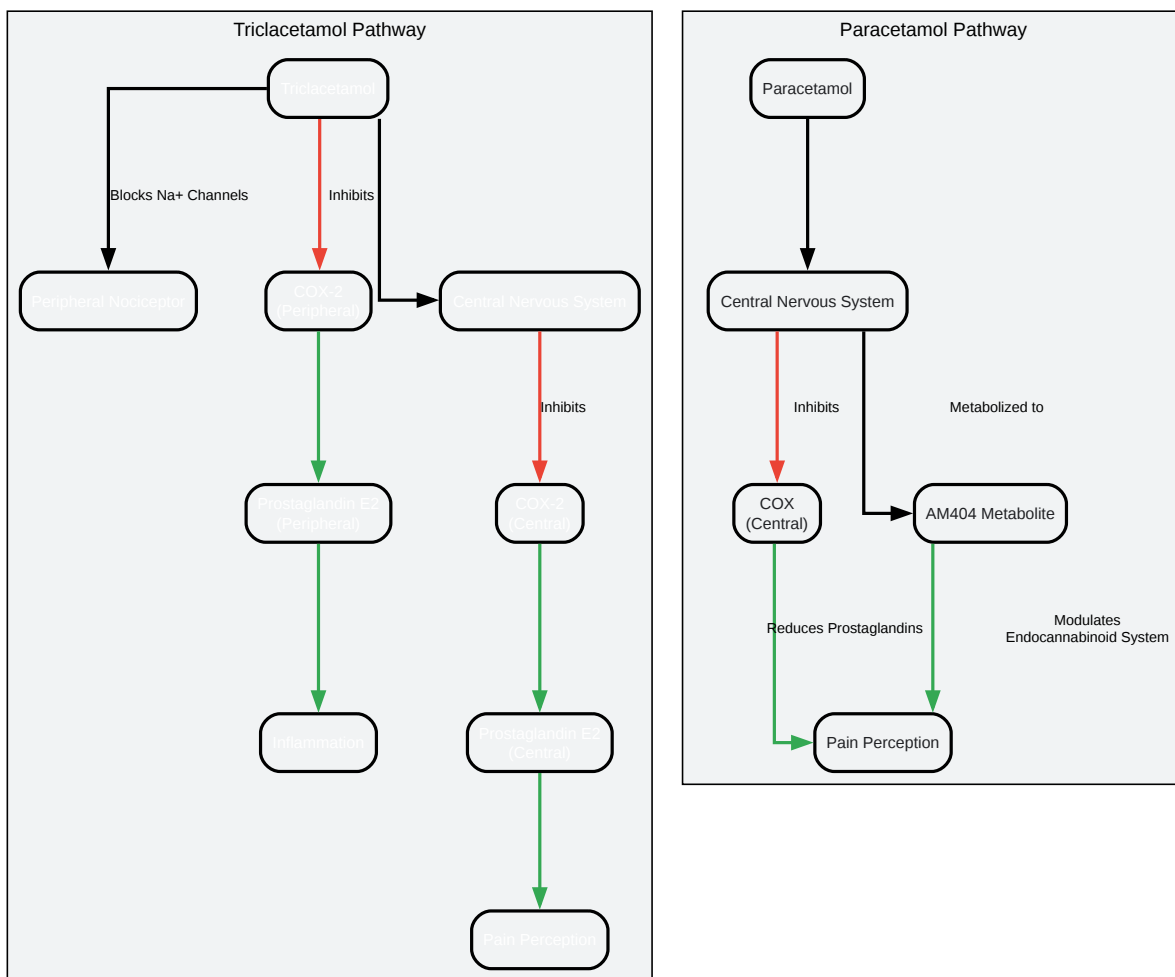 Triclacetamol Pathway
Triclacetamol
Blocks Na+ Channels
Inhibits
Peripheral Nociceptor
COX-2
(Peripheral)
Central Nervous System
Inhibits
Prostaglandin E2
(Peripheral)
COX-2
(Central)
Inflammation
Prostaglandin E2
(Central)
Pain Perception
Paracetamol Pathway
Paracetamol
Central Nervous System
Inhibits
Metabolized to
COX
(Central)
AM404 Metabolite
Reduces Prostaglandins
Modulates
Endocannabinoid System
Pain Perception